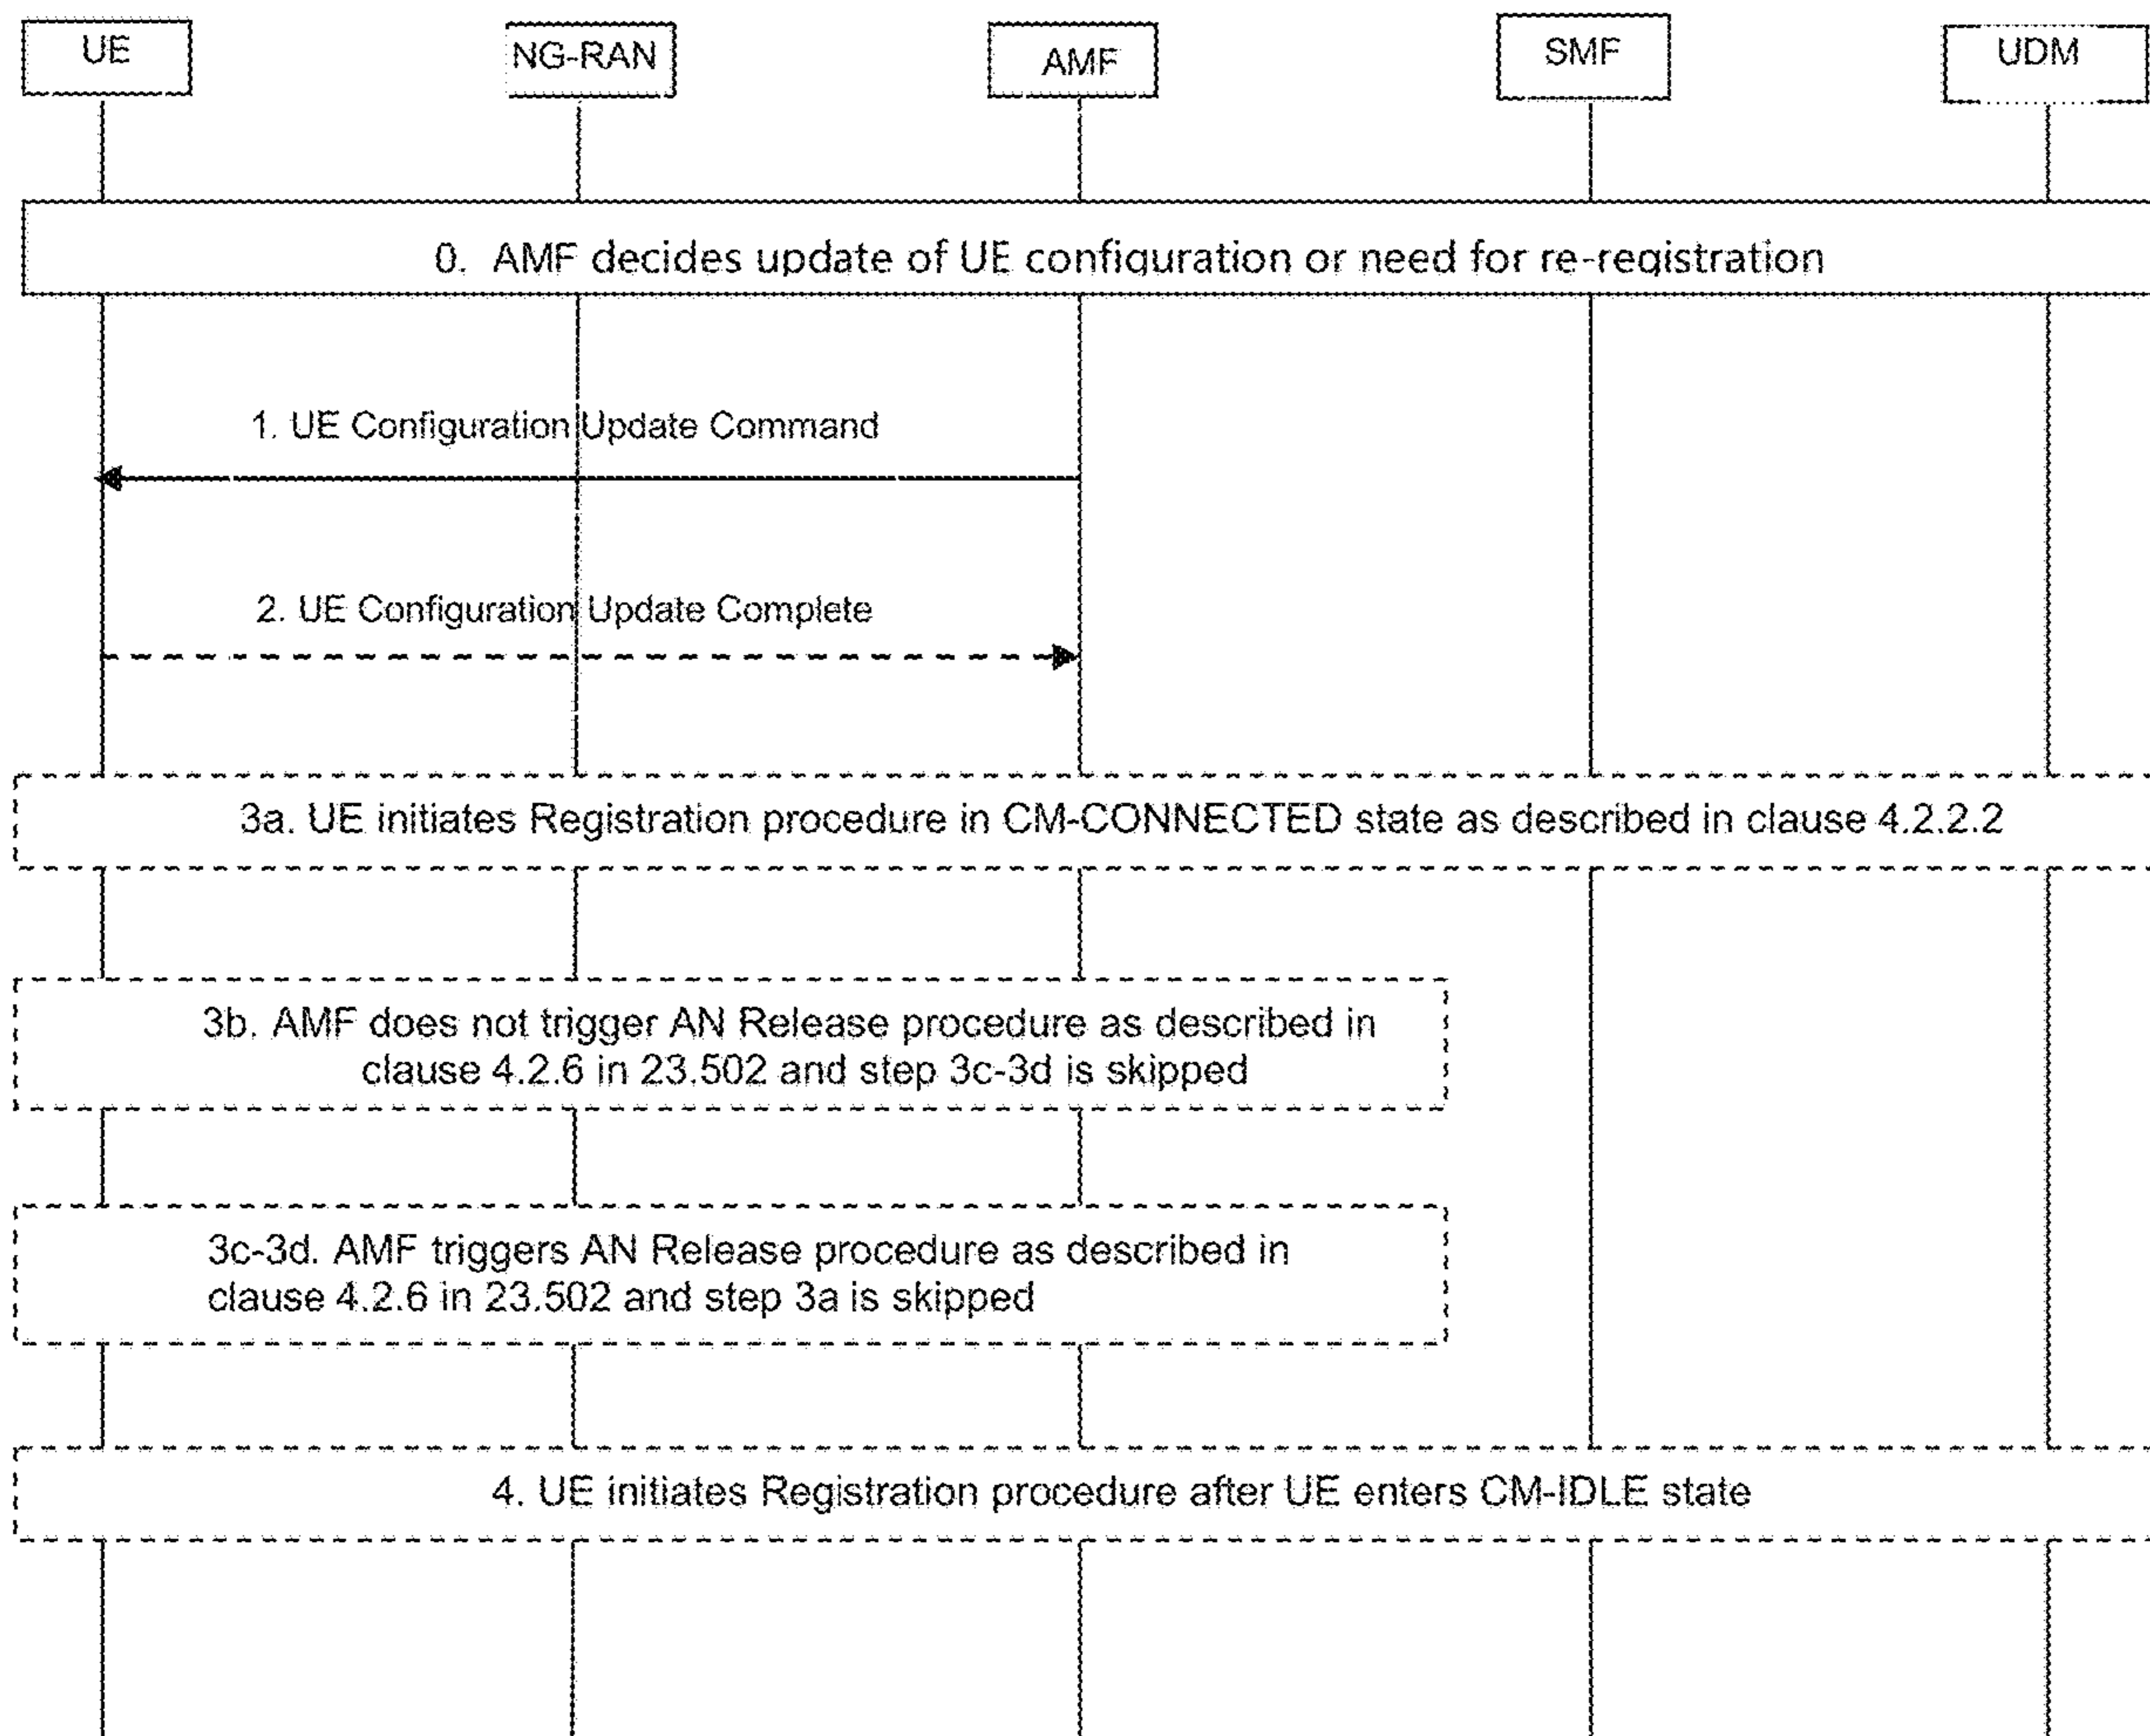 UE
NG-RAN
AMF
SMF
UDM
0. AMF decides update of UE configuration or need for re-registration
1. UE Configuration Update Command
2. UE Configuration Update Complete
3a. UE initiates Registration procedure in CM-CONNECTED state as described in clause 4.2.2.2
3b. AMF does not trigger AN Release procedure as described in
clause 4.2.6 in 23.502 and step 3c-3d is skipped
3c-3d. AMF triggers AN Release procedure as described in
clause 4.2.6 in 23.502 and step 3a is skipped
4. UE initiates Registration procedure after UE enters CM-IDLE state